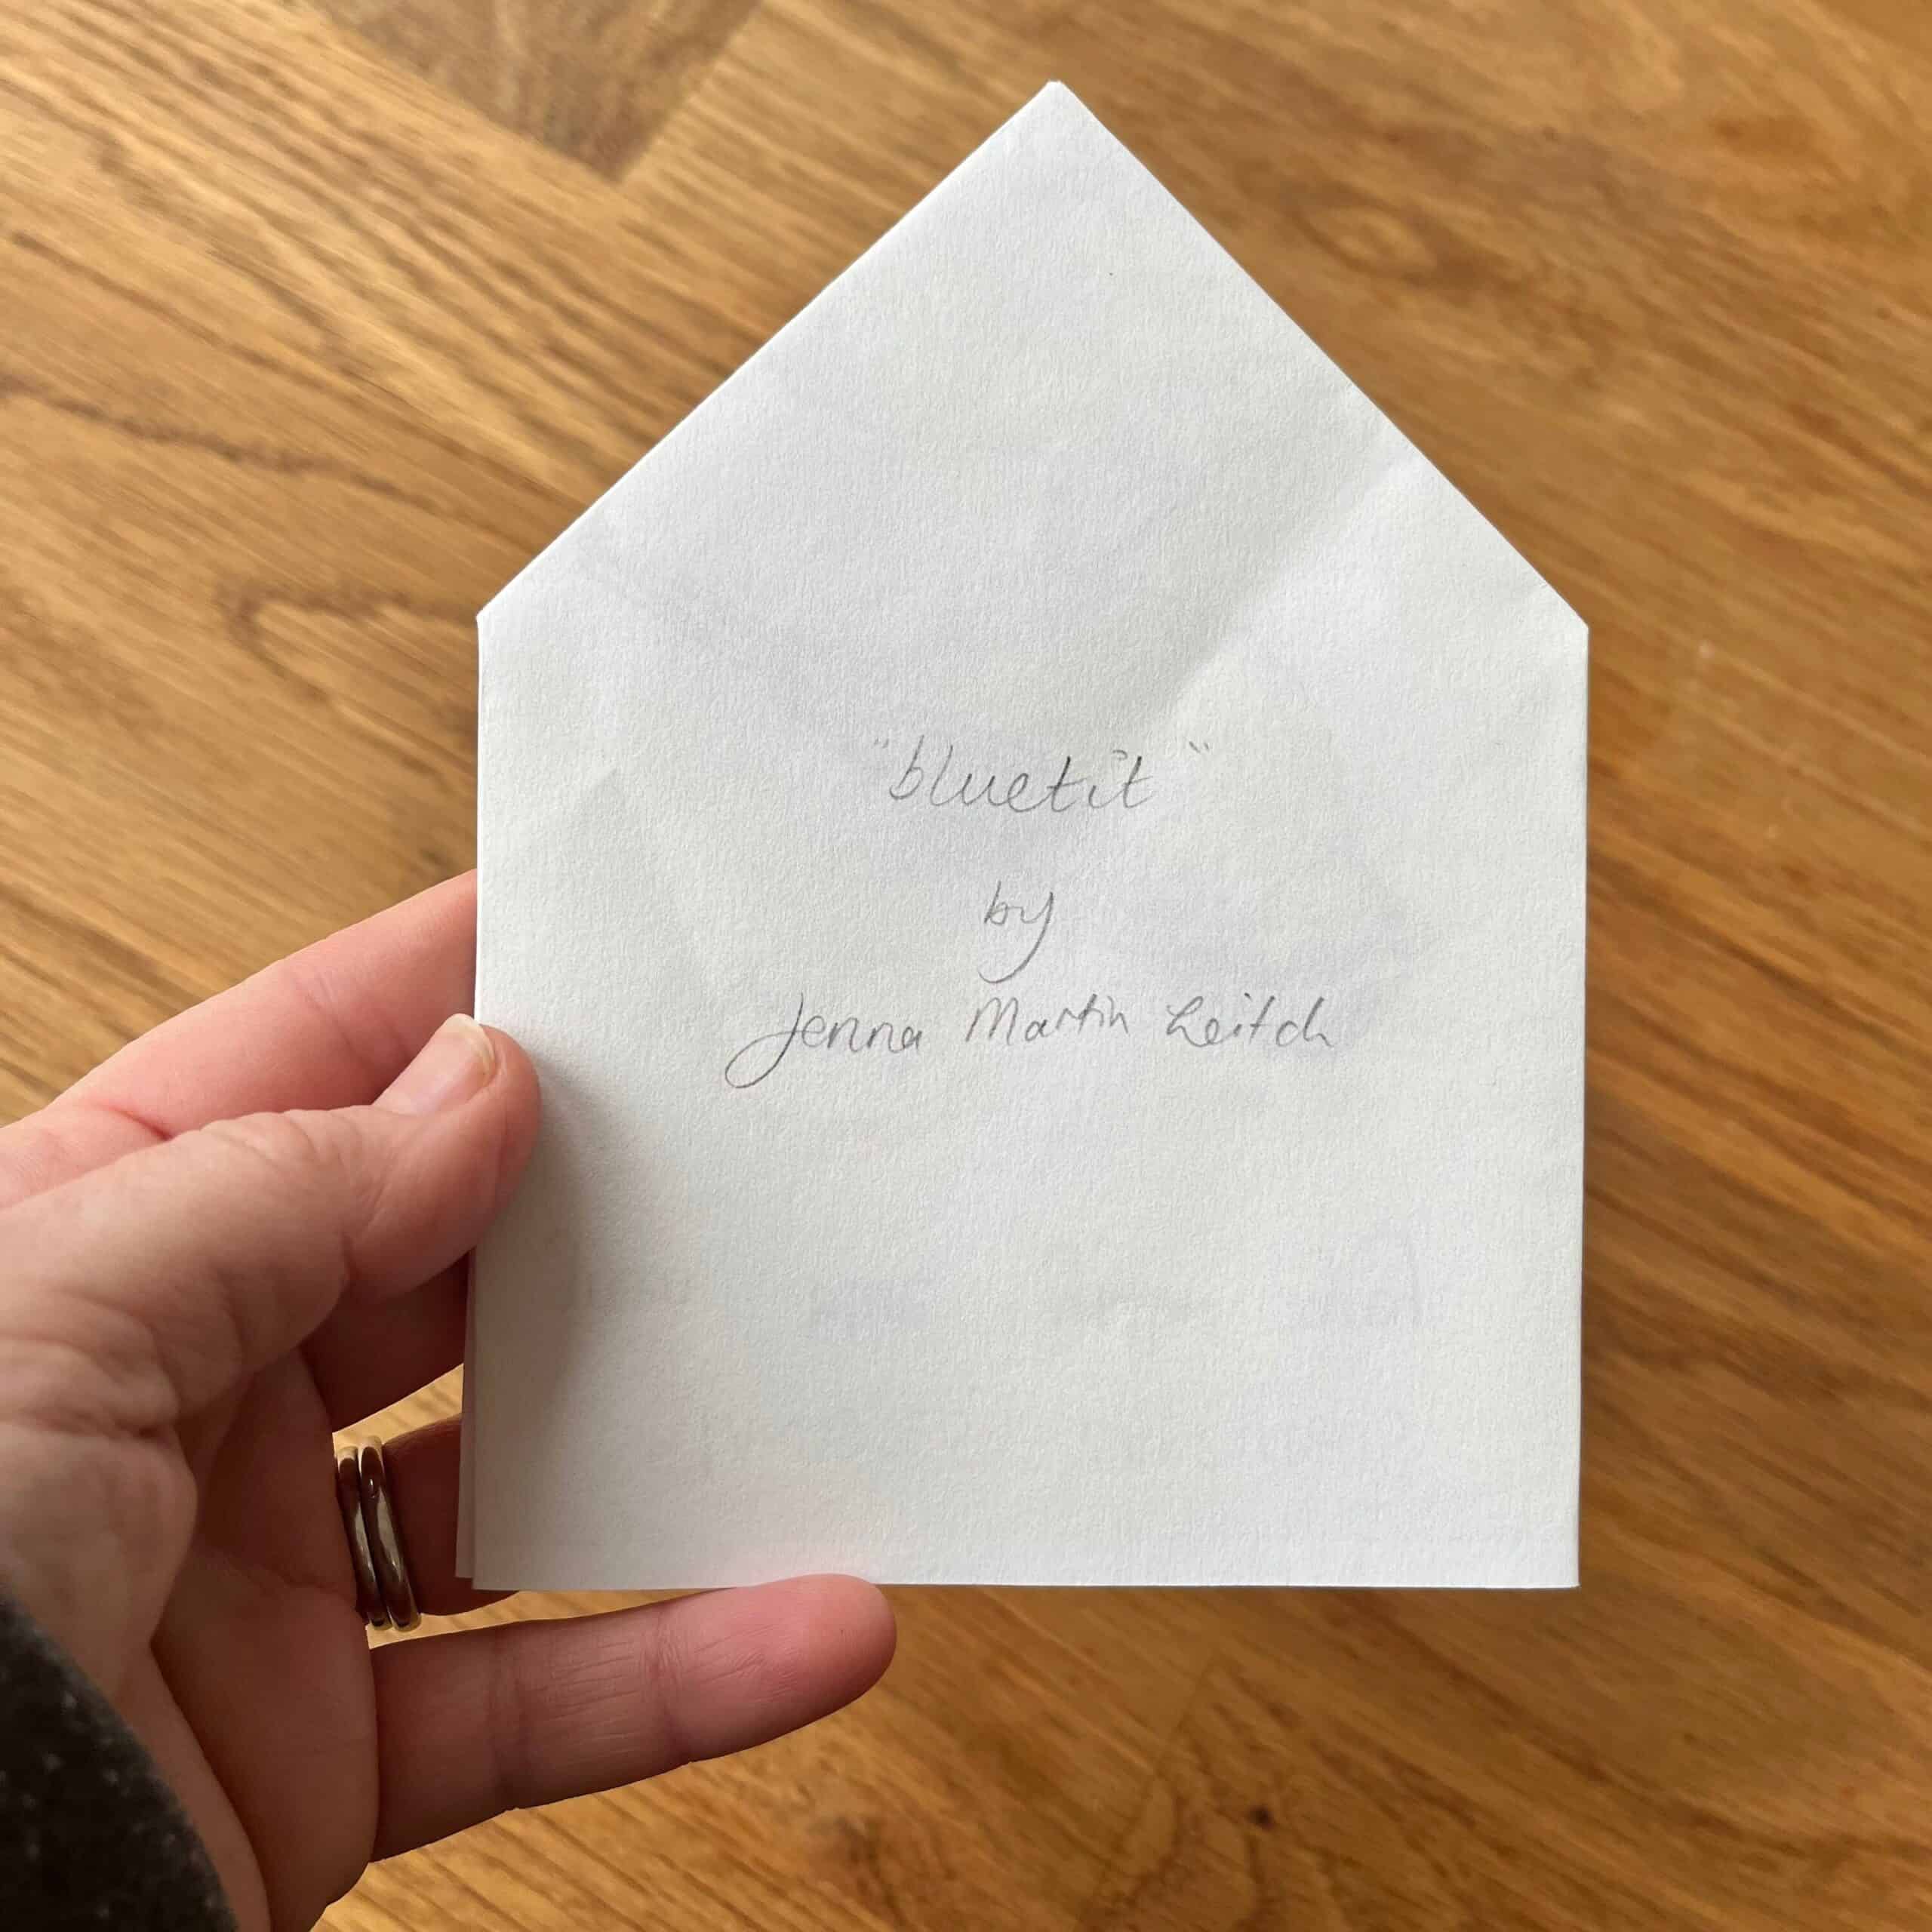 "bluetit"
by
Jenna Martin Leitch